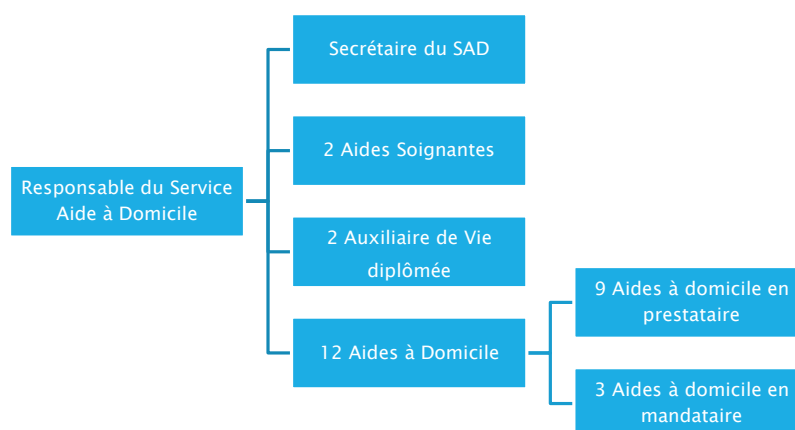 Secrétaire du SAD
2 Aides Soignantes
Responsable du Service
Aide à Domicile
2 Auxiliaire de Vie
diplômée
12 Aides à Domicile
9 Aides à domicile en
prestataire
3 Aides à domicile en
mandataire